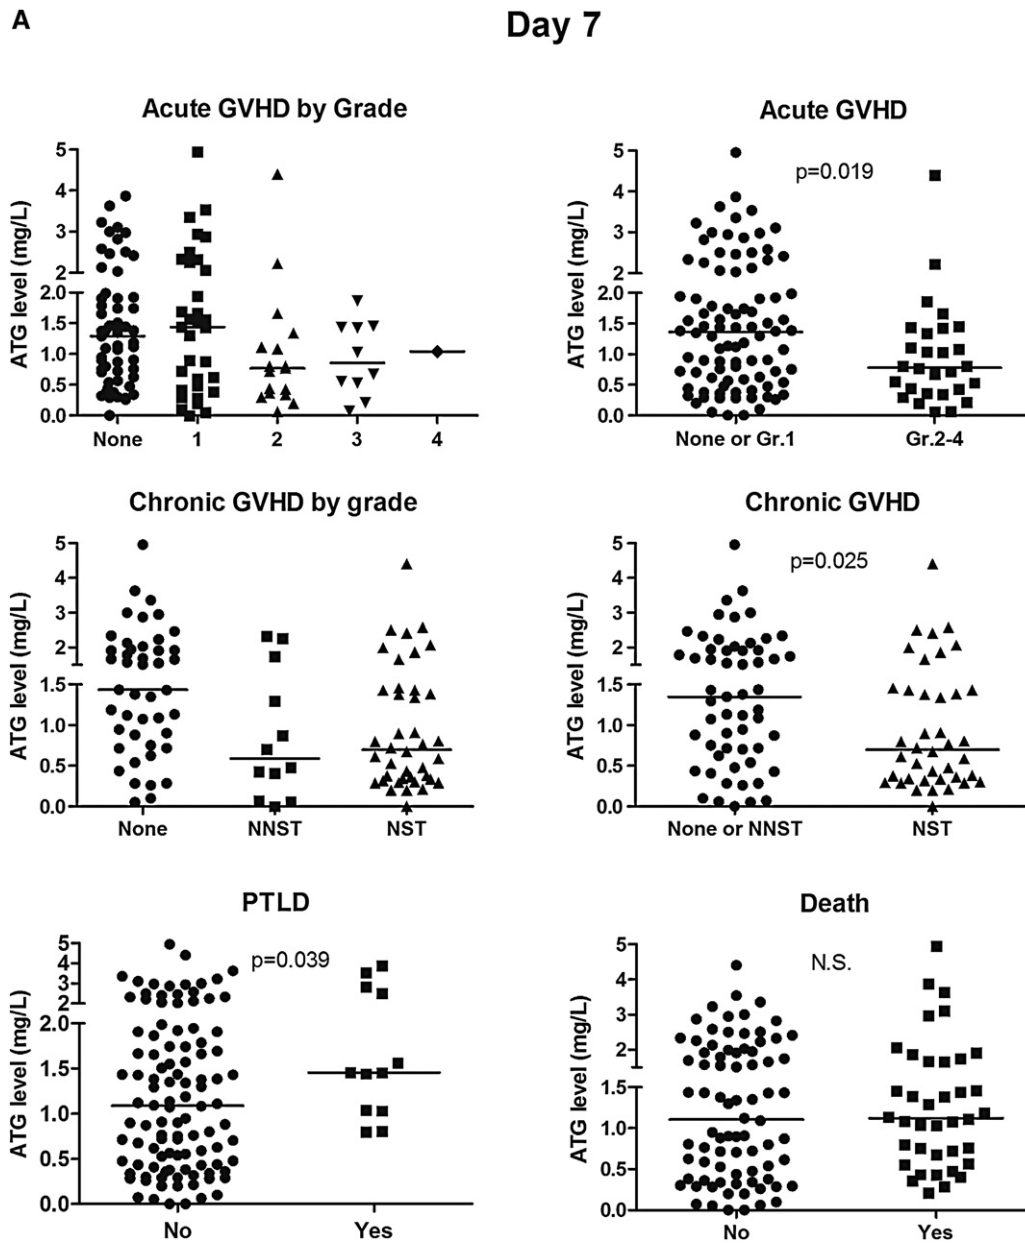 A
Day 7
Acute GVHD by Grade
ATG level (mg/L)
5
4
3
2
2.0
1.5
1.0
0.5
0.0
None 1 2 3 4
Acute GVHD
p=0.019
ATG level (mg/L)
5
4
3
2
2.0
1.5
1.0
0.5
0.0
None or Gr.1 Gr.2-4
Chronic GVHD by grade
ATG level (mg/L)
5
4
3
2
1.5
1.0
0.5
0.0
None NNST NST
Chronic GVHD
p=0.025
ATG level (mg/L)
5
4
3
2
1.5
1.0
0.5
0.0
None or NNST NST
PTLD
p=0.039
ATG level (mg/L)
5
4
3
2
2.0
1.5
1.0
0.5
0.0
No Yes
Death
N.S.
ATG level (mg/L)
5
4
3
2
1.5
1.0
0.5
0.0
No Yes